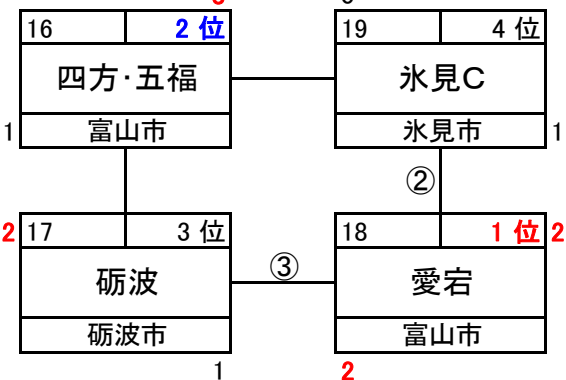 16 2 位
四方・五福
富山市
1
19 4 位
氷見C
氷見市
1
②
2
17 3 位
砺波
砺波市
1
③
18 1 位
2
愛宕
富山市
2